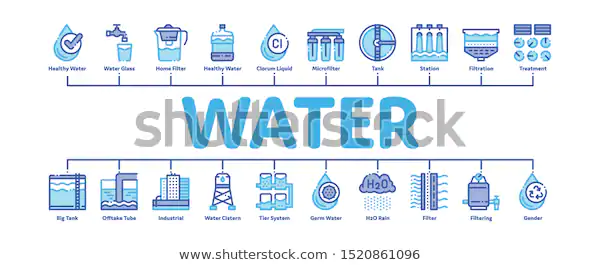 Cl
Healthy Water Water Glass Home Filter Healthy Water Clorum Liquid Microfilter Tank Station Filtration Treatment
WATER
shutterstock
H2O
Big Tank Offtake Tube Industrial Water Cistern Tier System Germ Water H2O Rain Filter Filtering Gender
www.shutterstock.com · 1520861096